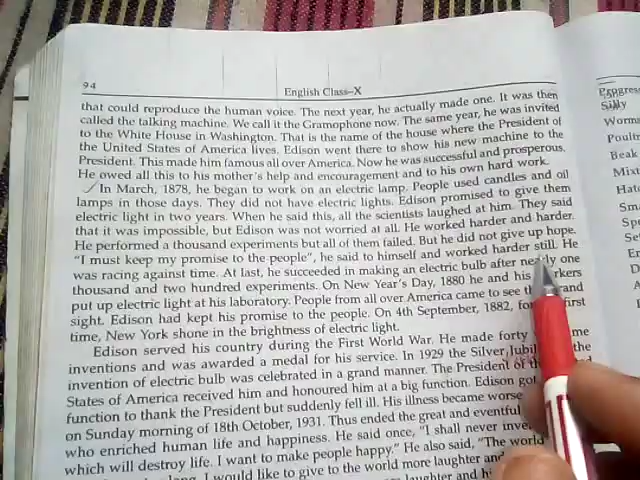 94
English Class–X
that could reproduce the human voice. The next year, he actually made one. It was then
called the talking machine. We call it the Gramophone now. The same year, he was invited
to the White House in Washington. That is the name of the house where the President of
the United States of America lives. Edison went there to show his new machine to the
President. This made him famous all over America. Now he was successful and prosperous.
He owed all this to his mother's help and encouragement and to his own hard work.
In March, 1878, he began to work on an electric lamp. People used candles and oil
lamps in those days. They did not have electric lights. Edison promised to give them
electric light in two years. When he said this, all the scientists laughed at him. They said
that it was impossible, but Edison was not worried at all. He worked harder and harder.
He performed a thousand experiments but all of them failed. But he did not give up hope.
"I must keep my promise to the people", he said to himself and worked harder still. He
was racing against time. At last, he succeeded in making an electric bulb after nearly one
thousand and two hundred experiments. On New Year's Day, 1880 he and his
put up electric light at his laboratory. People from all over America came to see
sight. Edison had kept his promise to the people. On 4th September, 1882, first
time, New York shone in the brightness of electric light.
Edison served his country during the First World War. He made forty
inventions and was awarded a medal for his service. In 1929 the Silver the
invention of electric bulb was celebrated in a grand manner. The President of
States of America received him and honoured him at a big function. Edison got
function to thank the President but suddenly fell ill. His illness became worse
on Sunday morning of 18th October, 1931. Thus ended the great and eventful
who enriched human life and happiness. He said once, "I shall never
which will destroy life. I want to make people happy." He also said, "The world
I would like to give to the world more laughter and
laughter and
Silly
Poultry
Beak